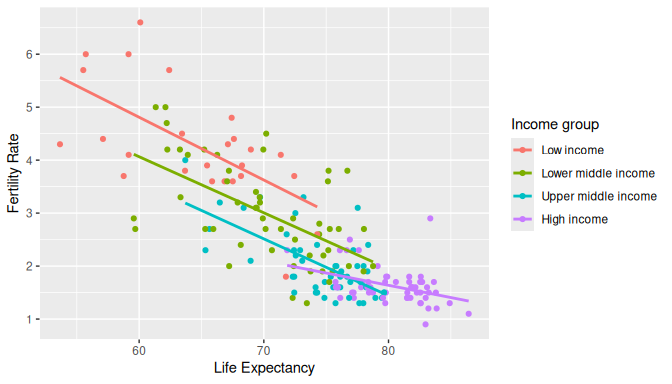 6
5
4
3
2
1
60
70
80
Life Expectancy
Fertility Rate
Income group
Low income
Lower middle income
Upper middle income
High income